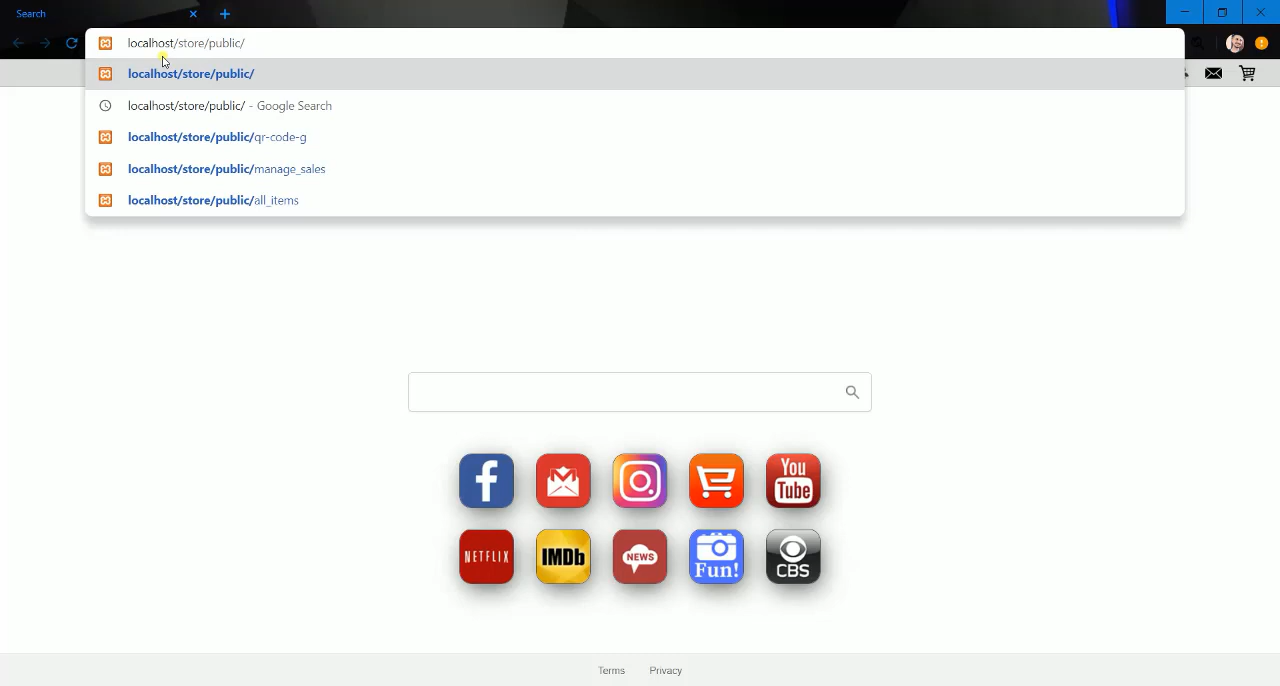 Search
localhost/store/public/
localhost/store/public/
localhost/store/public/ - Google Search
localhost/store/public/qr-code-g
localhost/store/public/manage_sales
localhost/store/public/all_items
You
Tube
NETFLIX
IMDb
NEWS
Fun!
CBS
Terms Privacy